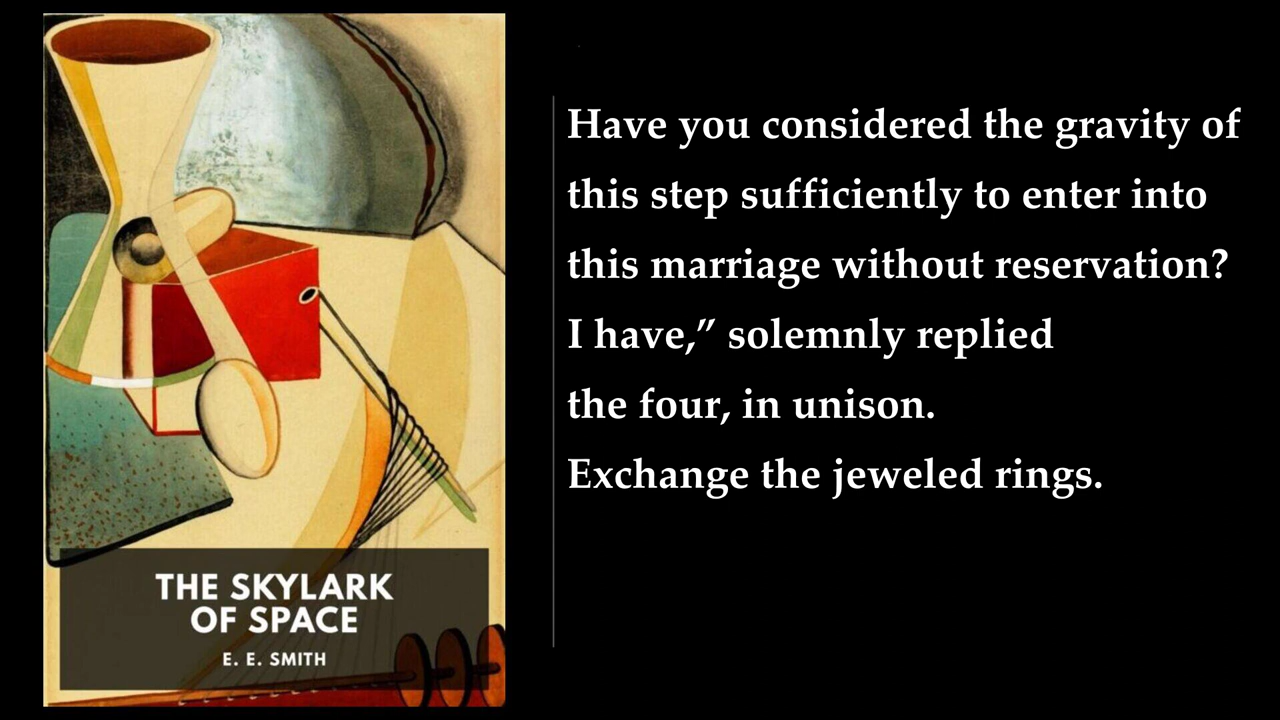 THE SKYLARK
OF SPACE
E. E. SMITH
Have you considered the gravity of
this step sufficiently to enter into
this marriage without reservation?
I have,” solemnly replied
the four, in unison.
Exchange the jeweled rings.